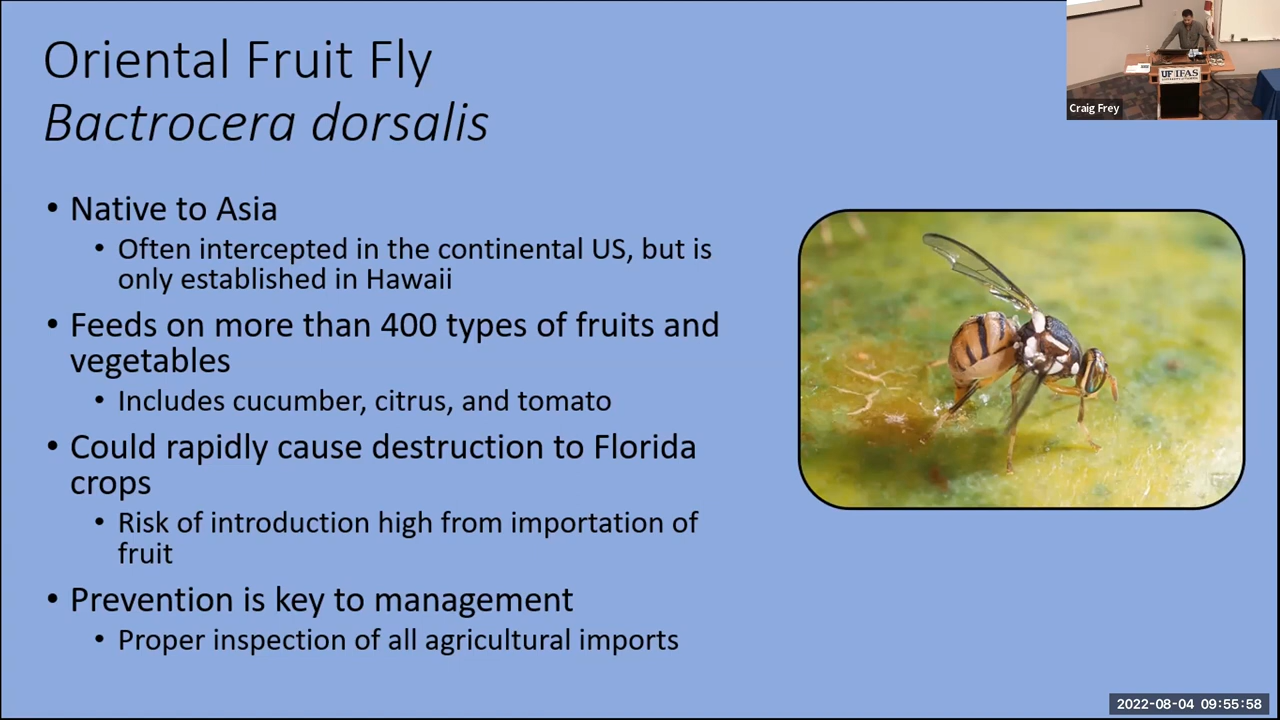 Oriental Fruit Fly
Bactrocera dorsalis
• Native to Asia
• Often intercepted in the continental US, but is
only established in Hawaii
• Feeds on more than 400 types of fruits and
vegetables
• Includes cucumber, citrus, and tomato
• Could rapidly cause destruction to Florida
crops
• Risk of introduction high from importation of
fruit
• Prevention is key to management
• Proper inspection of all agricultural imports
UF IFAS
Craig Frey
2022-08-04 09:55:58